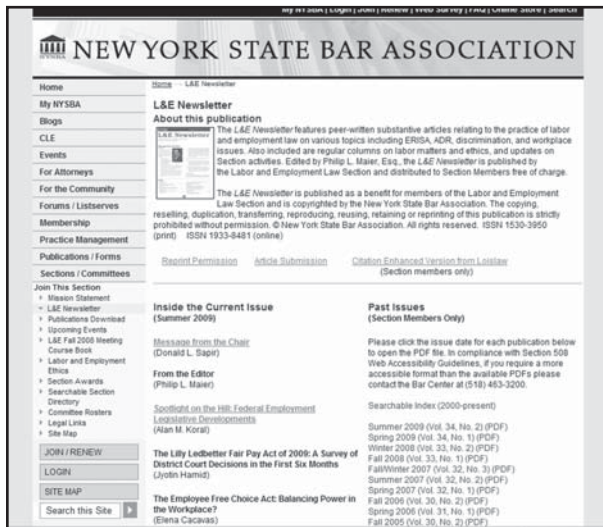 My NYSBA | Login | Join | Renew | Web Survey | FAQ | Online Store | Search
NYSBA
NEW YORK STATE BAR ASSOCIATION
Home
My NYSBA
Blogs
CLE
Events
For Attorneys
For the Community
Forums / Listserves
Membership
Practice Management
Publications / Forms
Sections / Committees
Join This Section
Mission Statement
L&E Newsletter
Publications Download
Upcoming Events
L&E Fall 2008 Meeting
Course Book
Labor and Employment
Ethics
Section Awards
Searchable Section
Directory
Committee Rosters
Legal Links
Site Map
JOIN / RENEW
LOGIN
SITE MAP
Search this Site
Home L&E Newsletter
L&E Newsletter
About this publication
L&E Newsletter
The L&E Newsletter features peer-written substantive articles relating to the practice of labor
and employment law on various topics including ERISA, ADR, discrimination, and workplace
issues. Also included are regular columns on labor matters and ethics, and updates on
Section activities. Edited by Philip L. Maier, Esq., the L&E Newsletter is published by
the Labor and Employment Law Section and distributed to Section Members free of charge.
The L&E Newsletter is published as a benefit for members of the Labor and Employment
Law Section and is copyrighted by the New York State Bar Association. The copying,
reselling, duplication, transferring, reproducing, reusing, retaining or reprinting of this publication is strictly
prohibited without permission. © New York State Bar Association. All rights reserved. ISSN 1530-3950
(print) ISSN 1933-8481 (online)
Reprint Permission Article Submission Citation Enhanced Version from Loislaw
(Section members only)
Inside the Current Issue
(Summer 2009)
Message from the Chair
(Donald L. Sapir)
From the Editor
(Philip L. Maier)
Spotlight on the Hill: Federal Employment
Legislative Developments
(Alan M. Koral)
The Lilly Ledbetter Fair Pay Act of 2009: A Survey of
District Court Decisions in the First Six Months
(Jyotin Hamid)
The Employee Free Choice Act: Balancing Power in
the Workplace?
(Elena Cacavas)
Past Issues
(Section Members Only)
Please click the issue date for each publication below
to open the PDF file. In compliance with Section 508
Web Accessibility Guidelines, if you require a more
accessible format than the available PDFs please
contact the Bar Center at (518) 463-3200.
Searchable Index (2000-present)
Summer 2009 (Vol. 34, No. 2) (PDF)
Spring 2009 (Vol. 34, No. 1) (PDF)
Winter 2008 (Vol. 33, No. 2) (PDF)
Fall 2008 (Vol. 33, No. 1) (PDF)
Fall/Winter 2007 (Vol. 32, No. 3) (PDF)
Summer 2007 (Vol. 32, No. 2) (PDF)
Spring 2007 (Vol. 32, No. 1) (PDF)
Fall 2006 (Vol. 31, No. 2) (PDF)
Spring 2006 (Vol. 31, No. 1) (PDF)
Fall 2005 (Vol. 30, No. 2) (PDF)